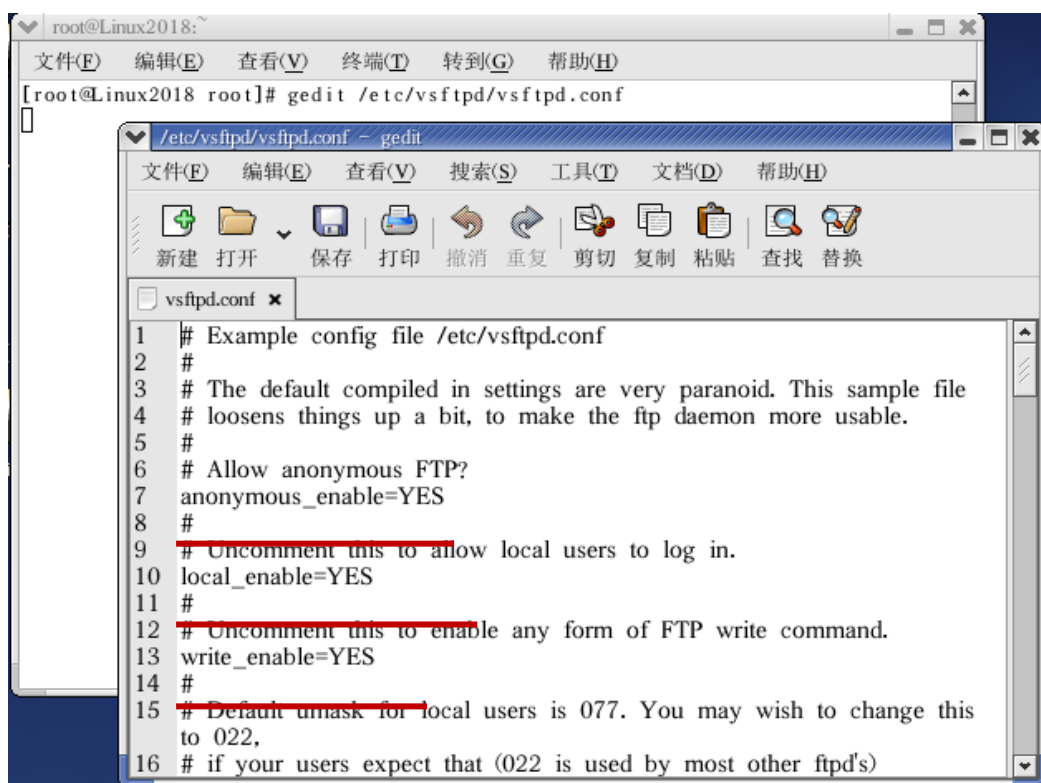 root@Linux2018:~
文件(F) 编辑(E) 查看(V) 终端(T) 转到(G) 帮助(H)
[root@Linux2018 root]# gedit /etc/vsftpd/vsftpd.conf
/etc/vsftpd/vsftpd.conf - gedit
文件(F) 编辑(E) 查看(V) 搜索(S) 工具(T) 文档(D) 帮助(H)
新建 打开 保存 打印 撤消 重复 剪切 复制 粘贴 查找 替换
vsftpd.conf
1 # Example config file /etc/vsftpd.conf
2 #
3 # The default compiled in settings are very paranoid. This sample file
4 # loosens things up a bit, to make the ftp daemon more usable.
5 #
6 # Allow anonymous FTP?
7 anonymous_enable=YES
8 #
9 # Uncomment this to allow local users to log in.
10 local_enable=YES
11 #
12 # Uncomment this to enable any form of FTP write command.
13 write_enable=YES
14 #
15 # Default umask for local users is 077. You may wish to change this
to 022,
16 # if your users expect that (022 is used by most other ftpd's)